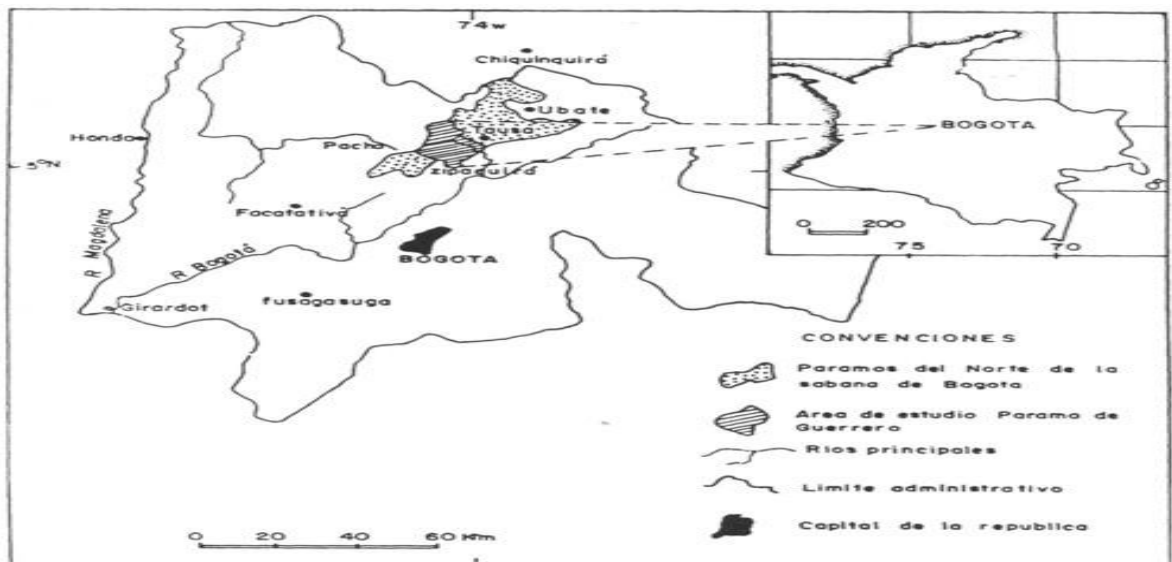 74 w
Chiquinquirá
Ubate
Tausa
Honda
Pacho
5°N
zipaquirá
Facatativá
R Magdalena
R Bogotá
BOGOTA
Girardot
fusagasuga
BOGOTA
0 200
75 70
CONVENCIONES
Paramos del Norte de la
sabana de Bogota
Area de estudio Paramo de
Guerrero
Rios principales
Limite administrativo
Capital de la republica
0 20 40 60 Km